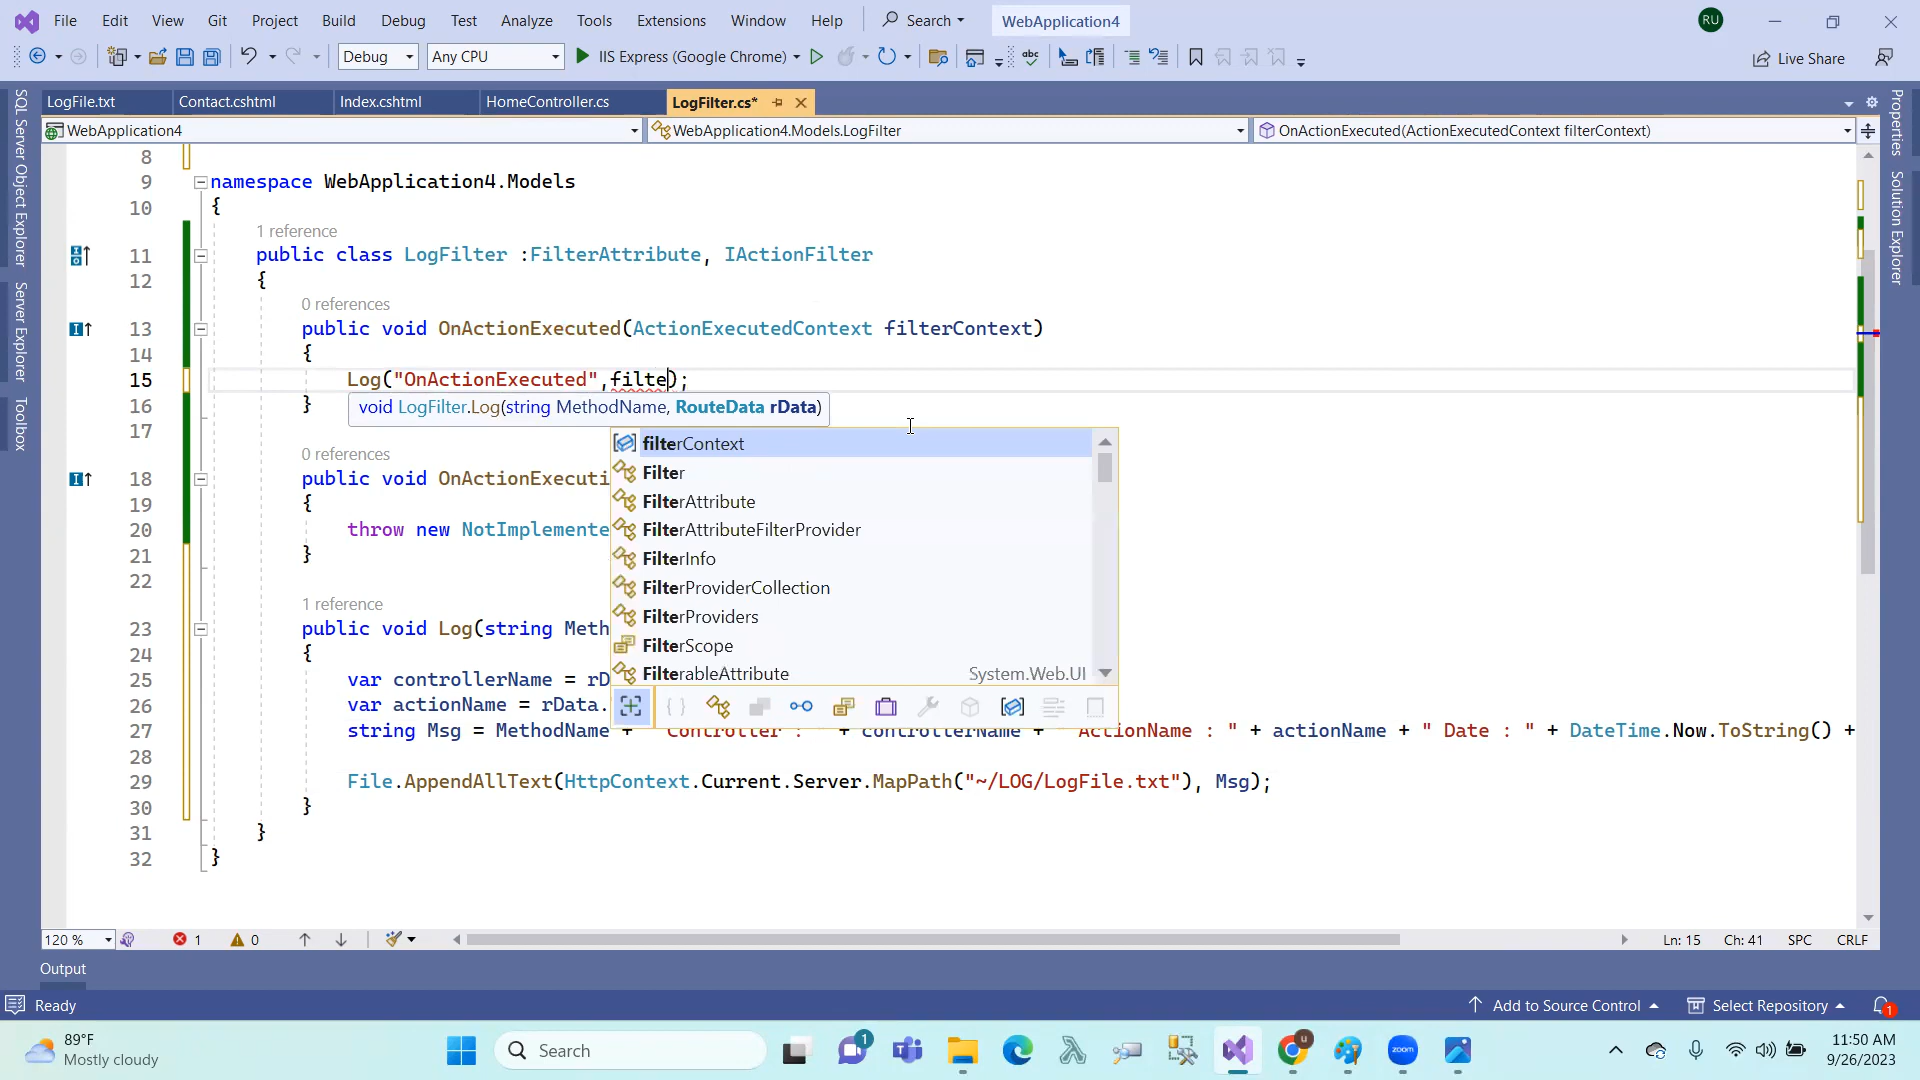 File Edit View Git Project Build Debug Test Analyze Tools Extensions Window Help Search WebApplication4 RU
Debug Any CPU IIS Express (Google Chrome) Live Share
LogFile.txt Contact.cshtml Index.cshtml HomeController.cs LogFilter.cs*
WebApplication4 WebApplication4.Models.LogFilter OnActionExecuted(ActionExecutedContext filterContext)
SQL Server Object Explorer
Server Explorer
Toolbox
Properties
Solution Explorer
8
9 namespace WebApplication4.Models
10 {
1 reference
11 public class LogFilter :FilterAttribute, IActionFilter
12 {
0 references
13 public void OnActionExecuted(ActionExecutedContext filterContext)
14 {
15 Log("OnActionExecuted",filte);
16 }
void LogFilter.Log(string MethodName, RouteData rData)
17
filterContext
Filter
FilterAttribute
FilterAttributeFilterProvider
FilterInfo
FilterProviderCollection
FilterProviders
FilterScope
FilterableAttribute System.Web.UI
0 references
18 public void OnActionExecuti
19 {
20 throw new NotImplemente
21 }
22
1 reference
23 public void Log(string Meth
24 {
25 var controllerName = rD
26 var actionName = rData.
27 string Msg = MethodName + " Controller : " + controllerName + " ActionName : " + actionName + " Date : " + DateTime.Now.ToString() +
28
29 File.AppendAllText(HttpContext.Current.Server.MapPath("~/LOG/LogFile.txt"), Msg);
30 }
31 }
32 }
120 % 1 0 Ln: 15 Ch: 41 SPC CRLF
Output
Ready Add to Source Control Select Repository 1
89°F
Mostly cloudy
Search
1
zoom
11:50 AM
9/26/2023